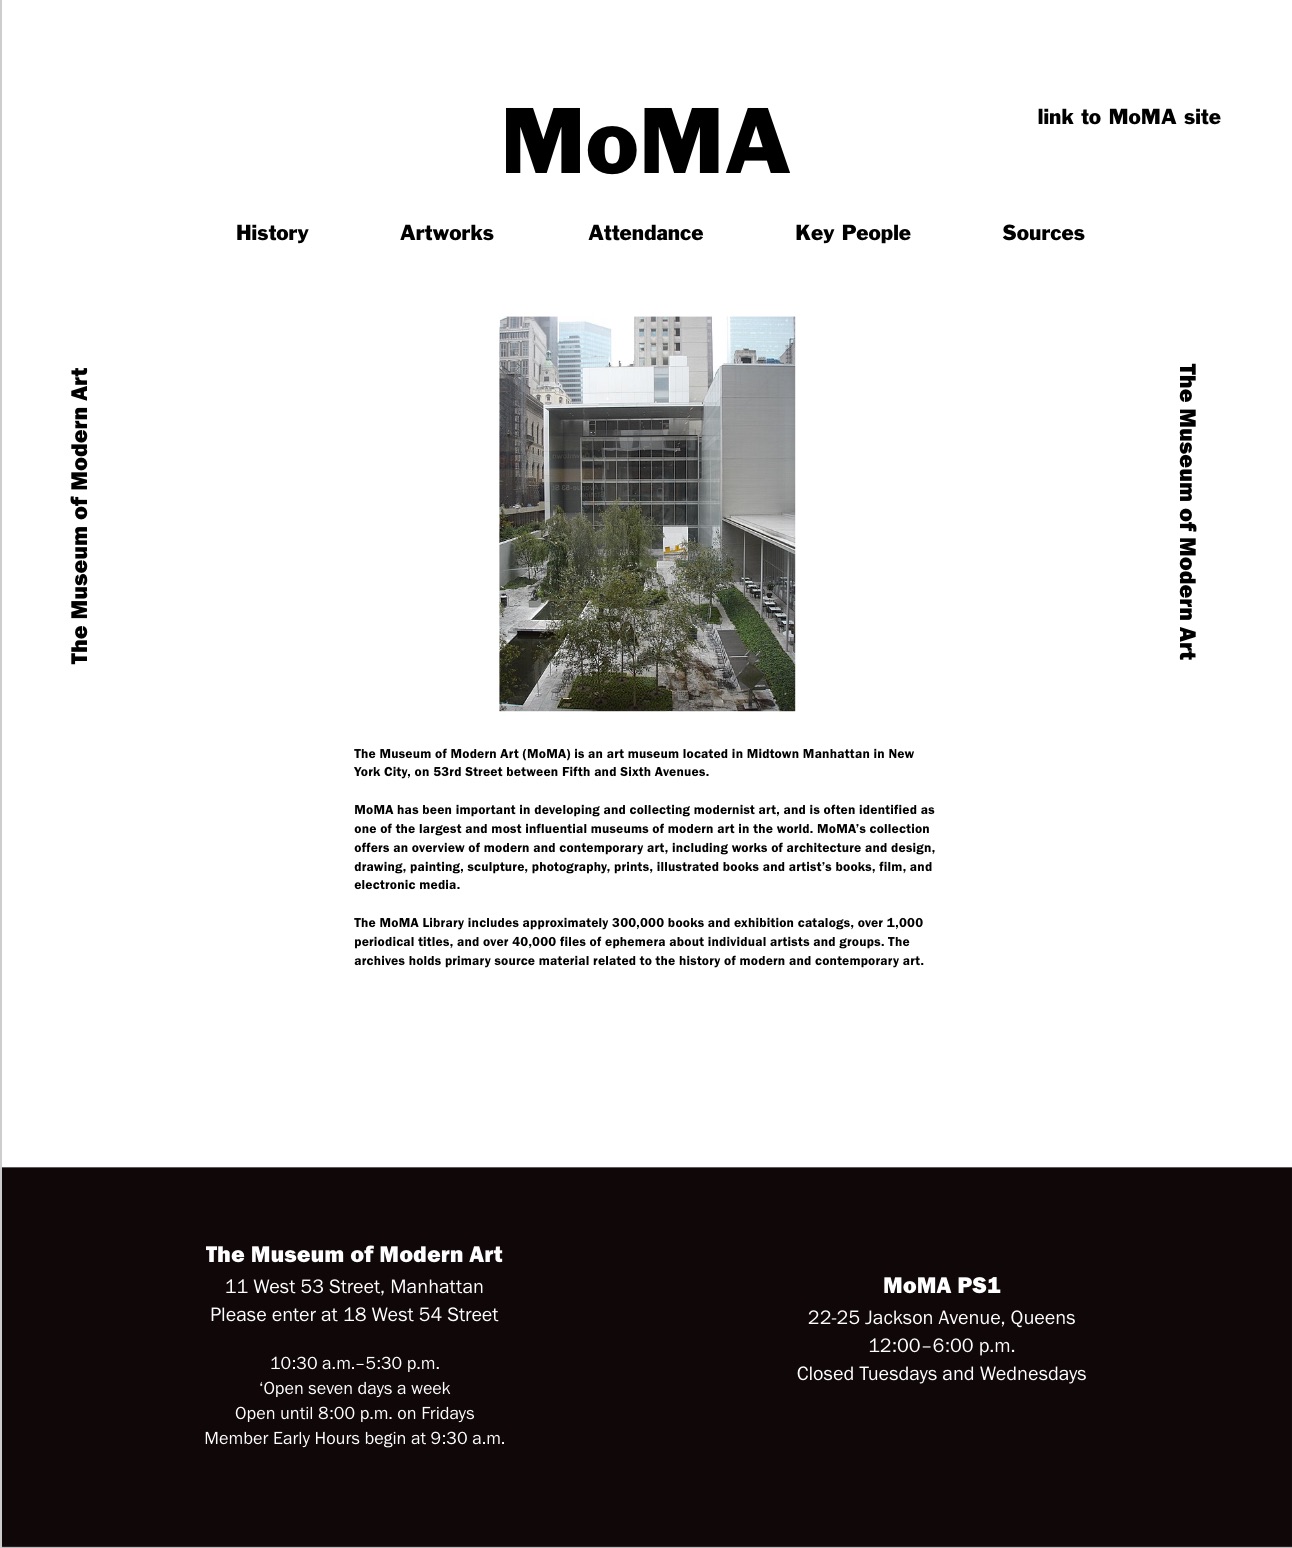 MoMA
link to MoMA site
History
Artworks
Attendance
Key People
Sources
The Museum of Modern Art
The Museum of Modern Art
The Museum of Modern Art (MoMA) is an art museum located in Midtown Manhattan in New
York City, on 53rd Street between Fifth and Sixth Avenues.
MoMA has been important in developing and collecting modernist art, and is often identified as
one of the largest and most influential museums of modern art in the world. MoMA’s collection
offers an overview of modern and contemporary art, including works of architecture and design,
drawing, painting, sculpture, photography, prints, illustrated books and artist’s books, film, and
electronic media.
The MoMA Library includes approximately 300,000 books and exhibition catalogs, over 1,000
periodical titles, and over 40,000 files of ephemera about individual artists and groups. The
archives holds primary source material related to the history of modern and contemporary art.
The Museum of Modern Art
11 West 53 Street, Manhattan
Please enter at 18 West 54 Street
10:30 a.m.–5:30 p.m.
‘Open seven days a week
Open until 8:00 p.m. on Fridays
Member Early Hours begin at 9:30 a.m.
MoMA PS1
22-25 Jackson Avenue, Queens
12:00–6:00 p.m.
Closed Tuesdays and Wednesdays